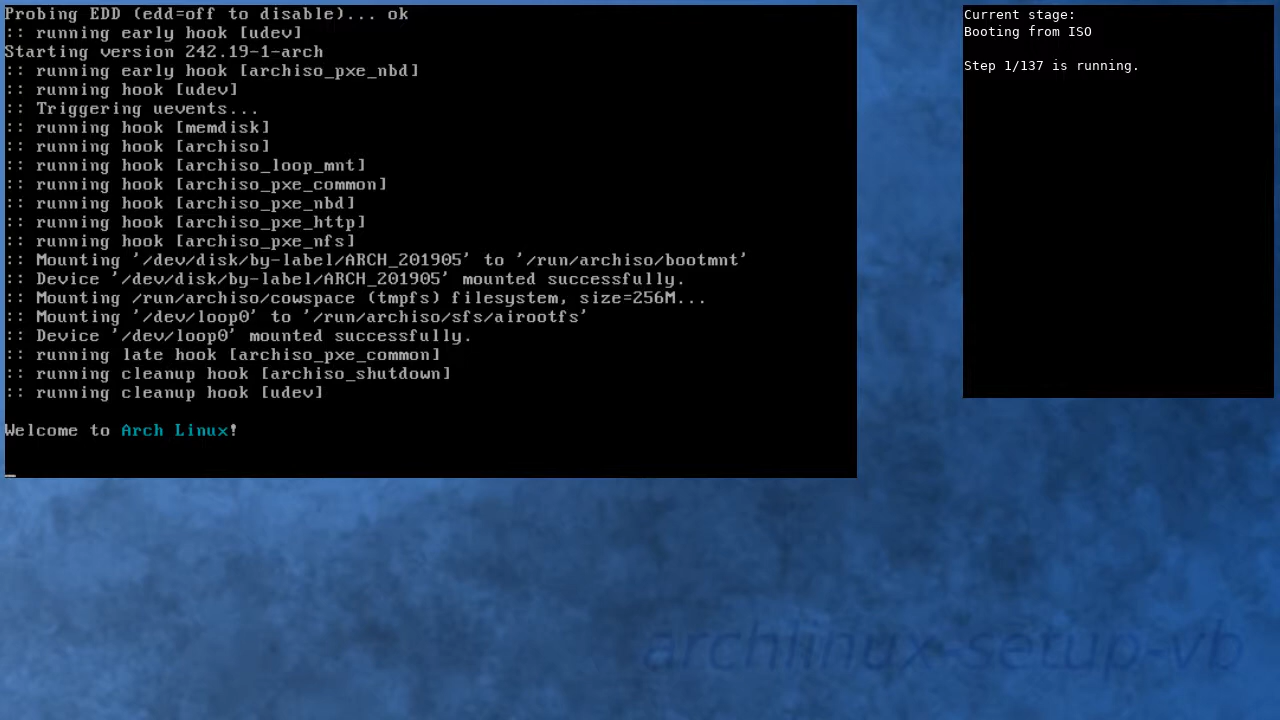 Probing EDD (edd=off to disable)... ok
:: running early hook [udev]
Starting version 242.19-1-arch
:: running early hook [archiso_pxe_nbd]
:: running hook [udev]
:: Triggering uevents...
:: running hook [memdisk]
:: running hook [archiso]
:: running hook [archiso_loop_mnt]
:: running hook [archiso_pxe_common]
:: running hook [archiso_pxe_nbd]
:: running hook [archiso_pxe_http]
:: running hook [archiso_pxe_nfs]
:: Mounting '/dev/disk/by-label/ARCH_201905' to '/run/archiso/bootmnt'
:: Device '/dev/disk/by-label/ARCH_201905' mounted successfully.
:: Mounting /run/archiso/cowspace (tmpfs) filesystem, size=256M...
:: Mounting '/dev/loop0' to '/run/archiso/sfs/airootfs'
:: Device '/dev/loop0' mounted successfully.
:: running late hook [archiso_pxe_common]
:: running cleanup hook [archiso_shutdown]
:: running cleanup hook [udev]
Welcome to Arch Linux!
Current stage:
Booting from ISO
Step 1/137 is running.
archlinux-setup-vb